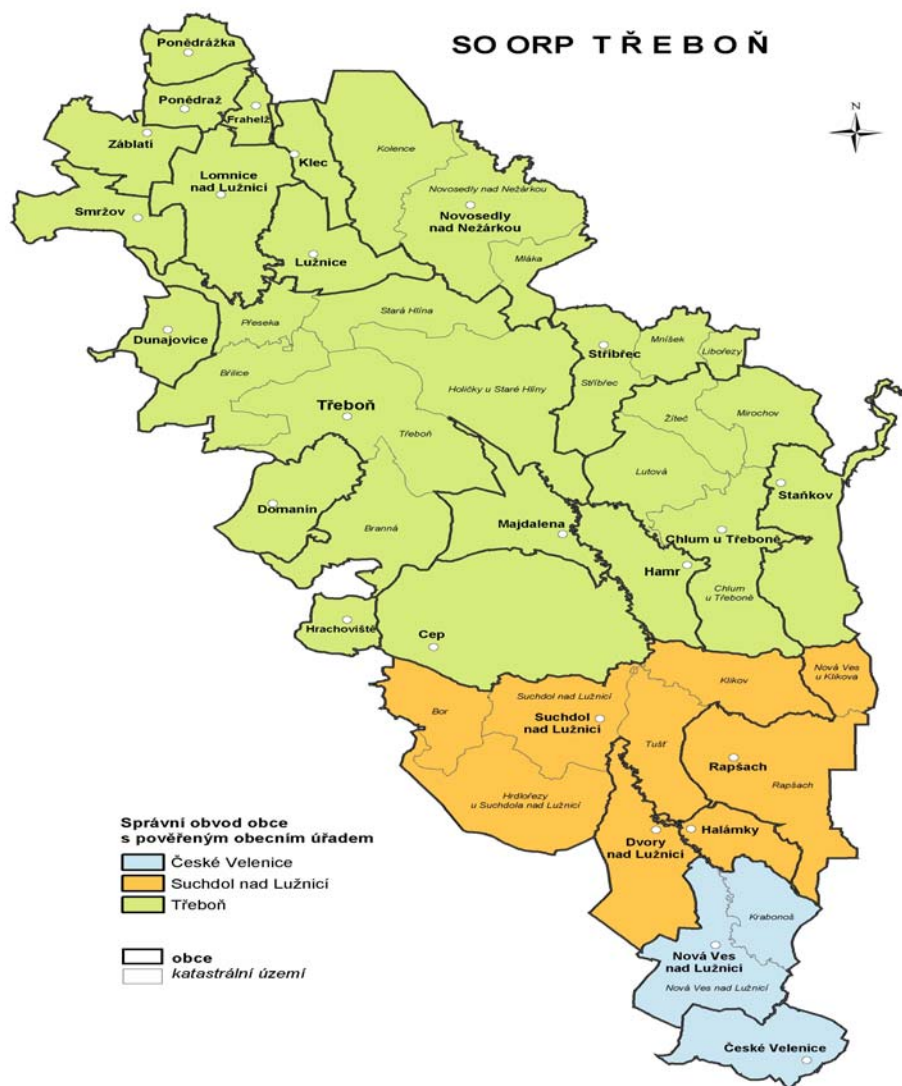 SO ORP TŘEBOŇ
N
Ponědrážka
Ponědraž
Frahelž
Záblatí
Klec
Kolence
Lomnice
nad Lužnicí
Novosedly nad Nežárkou
Novosedly
nad Nežárkou
Smržov
Lužnice
Mláka
Stará Hlína
Přeseka
Dunajovice
Stříbřec
Mníšek
Libořezy
Břilice
Holičky u Staré Hlíny
Stříbřec
Třeboň
Žíteč
Mirochov
Třeboň
Lutová
Staňkov
Domanín
Branná
Majdalena
Chlum u Třeboně
Hamr
Chlum
u Třeboně
Hrachoviště
Cep
Nová Ves
u Klikova
Klikov
Suchdol nad Lužnicí
Bor
Suchdol
nad Lužnicí
Tušť
Rapšach
Rapšach
Hrdlořezy
u Suchdola nad Lužnicí
Halámky
Dvory
nad Lužnicí
Krabonoš
Nová Ves
nad Lužnicí
Nová Ves nad Lužnicí
České Velenice
Správní obvod obce
s pověřeným obecním úřadem
České Velenice
Suchdol nad Lužnicí
Třeboň
obce
katastrální území